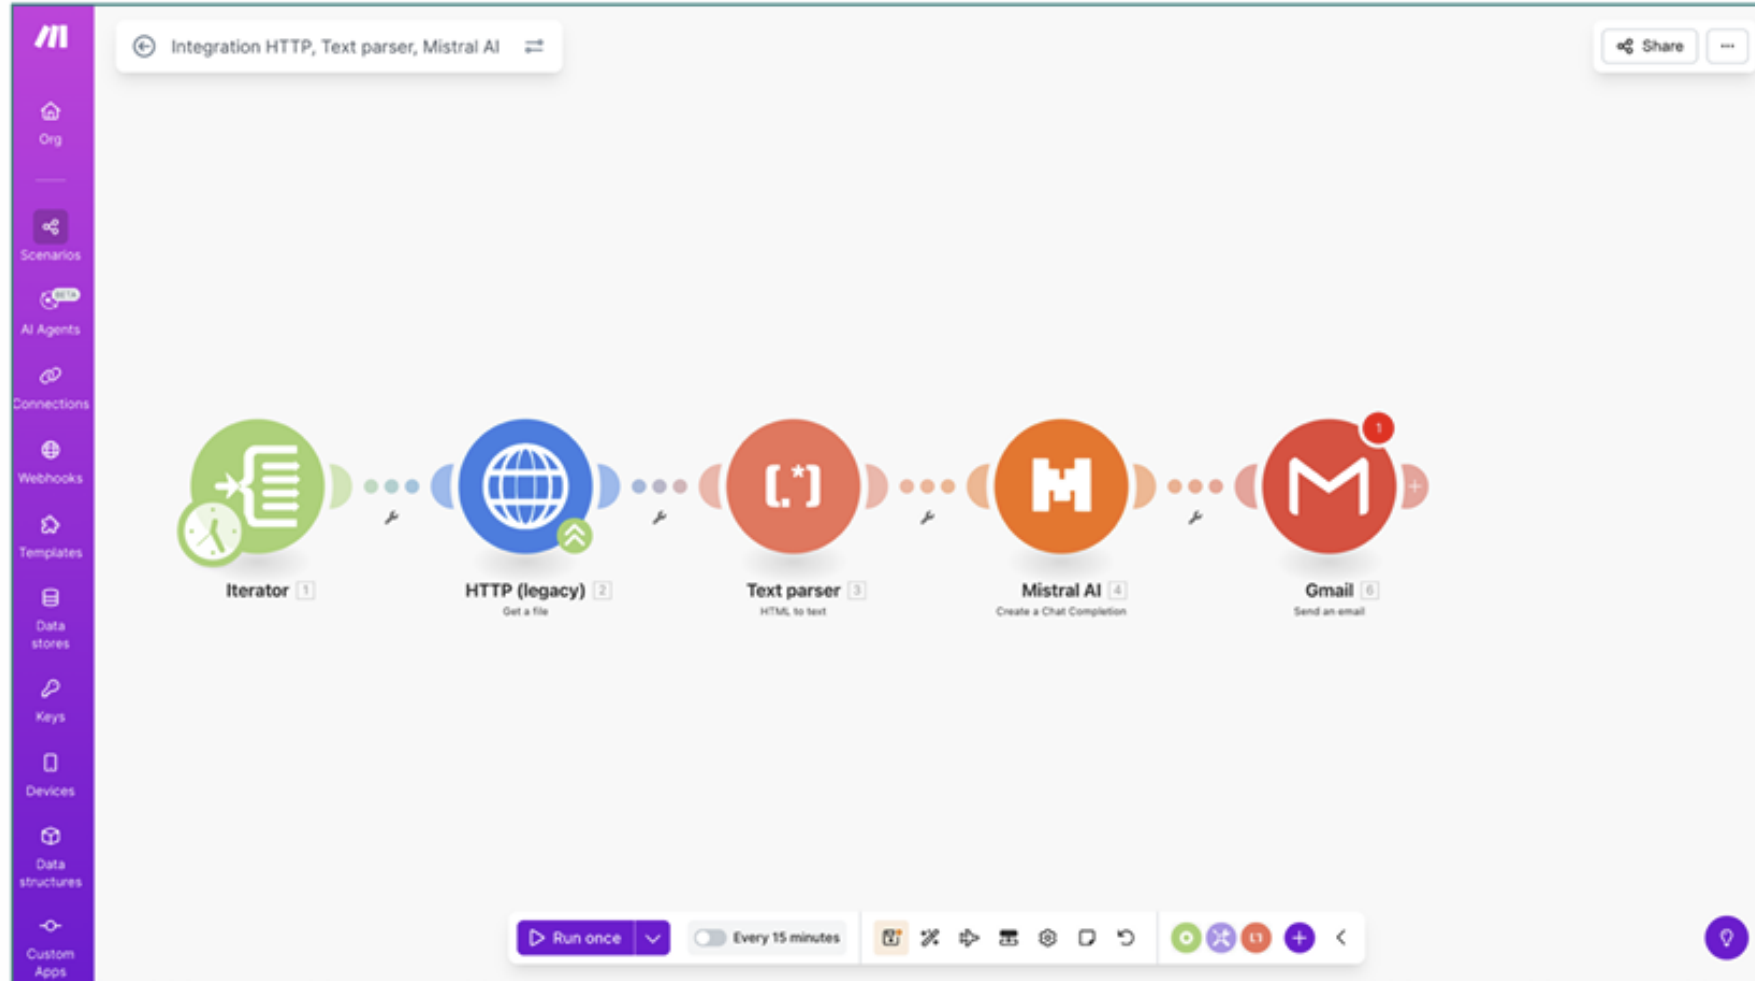 Integration HTTP, Text parser, Mistral AI
Share
Org
Scenarios
BETA
AI Agents
Connections
Webhooks
Templates
Data
stores
Keys
Devices
Data
structures
Custom
Apps
1
Iterator 1
HTTP (legacy) 2
Get a file
Text parser 3
HTML to text
Mistral AI 4
Create a Chat Completion
Gmail 6
Send an email
Run once
Every 15 minutes